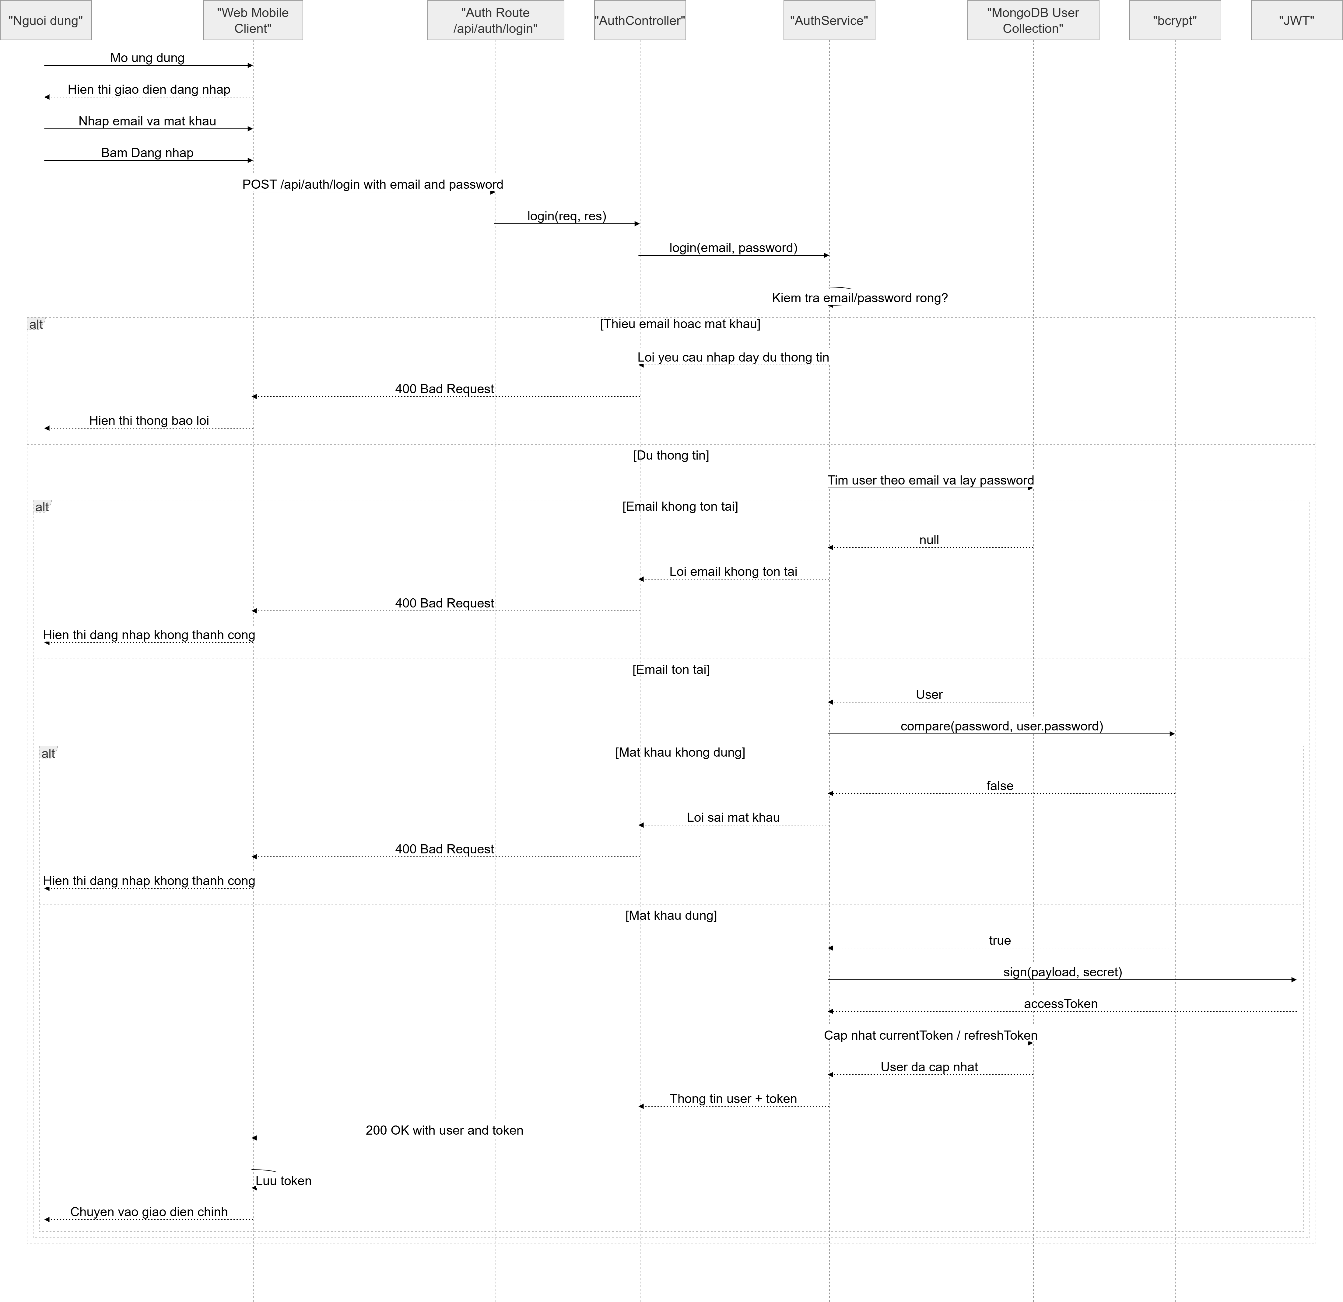 "Nguoi dung"
"Web Mobile
Client"
"Auth Route
/api/auth/login"
"AuthController"
"AuthService"
"MongoDB User
Collection"
"bcrypt"
"JWT"
Mo ung dung
Hien thi giao dien dang nhap
Nhap email va mat khau
Bam Dang nhap
POST /api/auth/login with email and password
login(req, res)
login(email, password)
Kiem tra email/password rong?
alt
[Thieu email hoac mat khau]
Loi yeu cau nhap day du thong tin
400 Bad Request
Hien thi thong bao loi
[Du thong tin]
Tim user theo email va lay password
alt
[Email khong ton tai]
null
Loi email khong ton tai
400 Bad Request
Hien thi dang nhap khong thanh cong
[Email ton tai]
User
compare(password, user.password)
alt
[Mat khau khong dung]
false
Loi sai mat khau
400 Bad Request
Hien thi dang nhap khong thanh cong
[Mat khau dung]
true
sign(payload, secret)
accessToken
Cap nhat currentToken / refreshToken
User da cap nhat
Thong tin user + token
200 OK with user and token
Luu token
Chuyen vao giao dien chinh